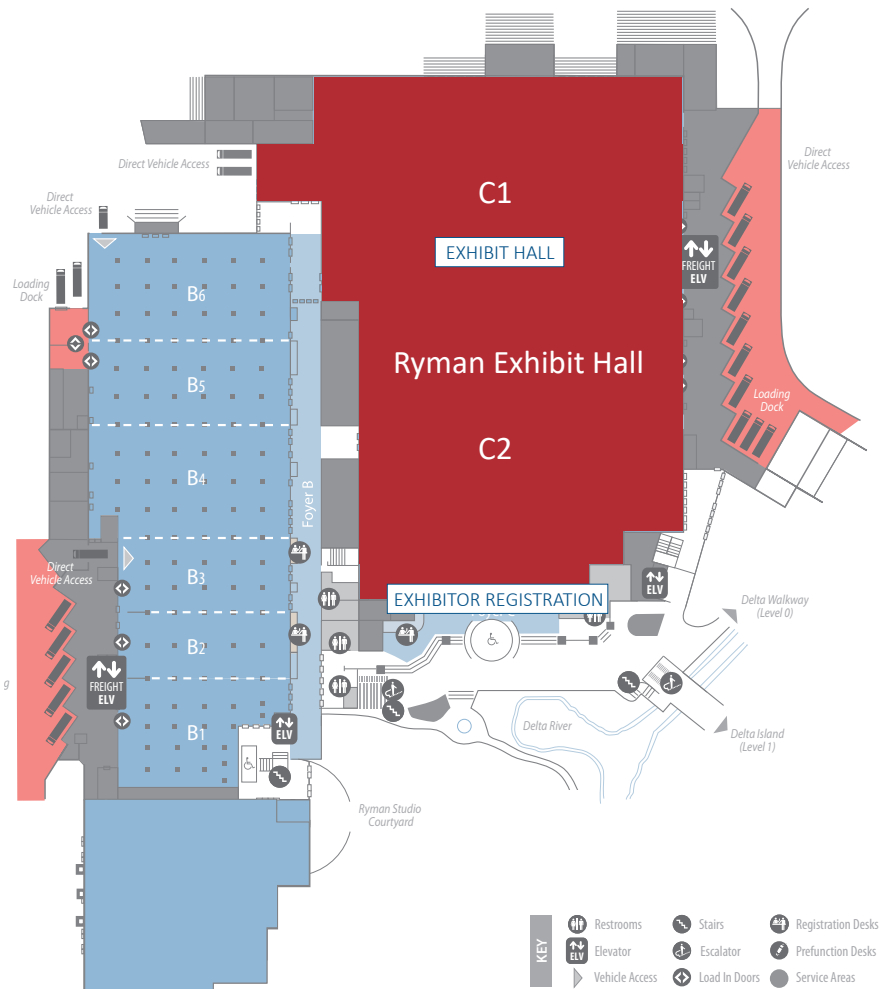 Direct Vehicle Access
Direct
Vehicle Access
C1
Direct
Vehicle Access
EXHIBIT HALL
FREIGHT
ELV
Loading
Dock
B6
Ryman Exhibit Hall
B5
Loading
Dock
C2
B4
Foyer B
Direct
Vehicle Access
B3
ELV
EXHIBITOR REGISTRATION
Delta Walkway
(Level 0)
B2
FREIGHT
ELV
g
B1
ELV
Delta River
Delta Island
(Level 1)
Ryman Studio
Courtyard
KEY
Restrooms
Stairs
Registration Desks
ELV
Elevator
Escalator
Prefunction Desks
Vehicle Access
Load In Doors
Service Areas